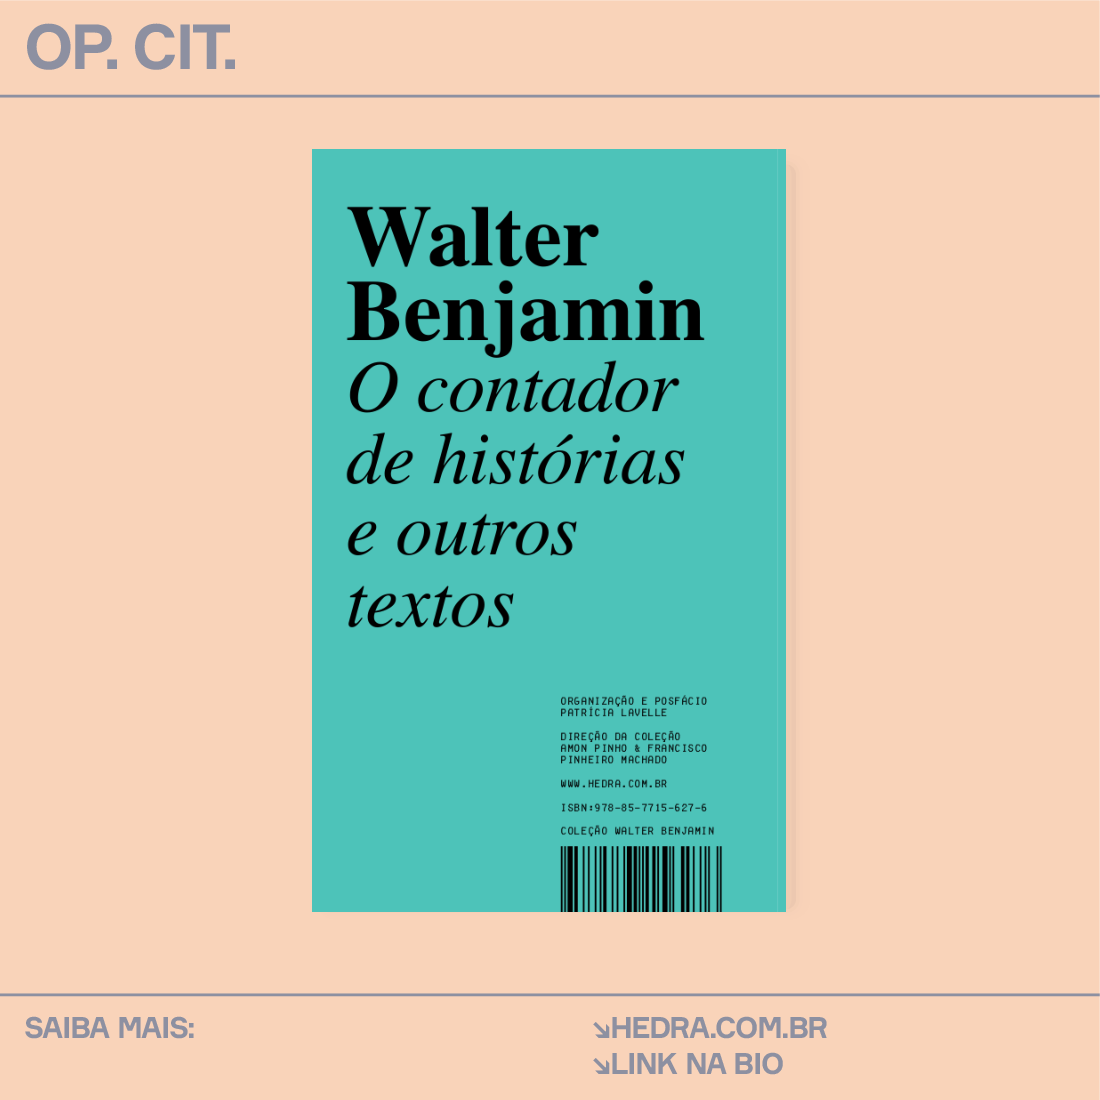 OP. CIT.
Walter
Benjamin
O contador
de histórias
e outros
textos
ORGANIZAÇÃO E POSFÁCIO
PATRÍCIA LAVELLE
DIREÇÃO DA COLEÇÃO
AMON PINHO & FRANCISCO
PINHEIRO MACHADO
WWW.HEDRA.COM.BR
ISBN:978-85-7715-627-6
COLEÇÃO WALTER BENJAMIN
SAIBA MAIS:
↘HEDRA.COM.BR
↘LINK NA BIO